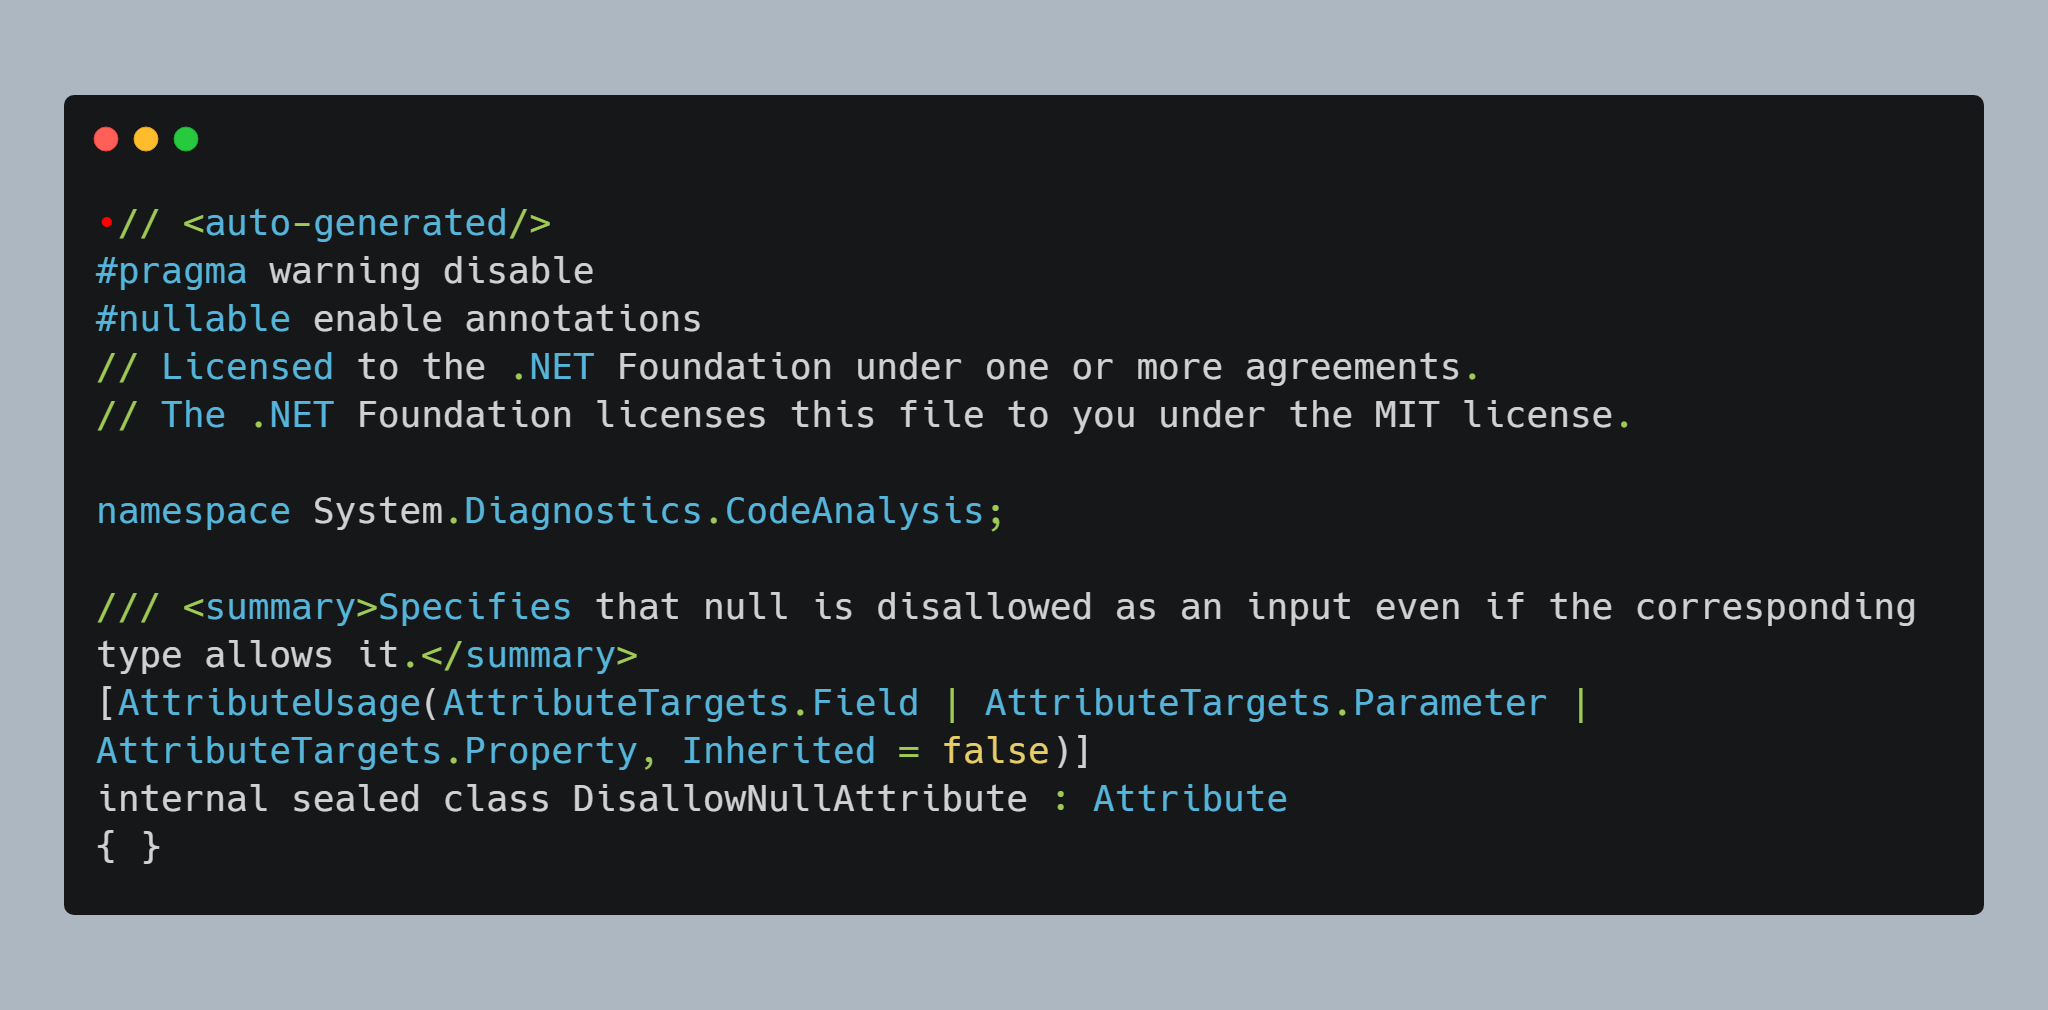 •// <auto-generated/>
#pragma warning disable
#nullable enable annotations
// Licensed to the .NET Foundation under one or more agreements.
// The .NET Foundation licenses this file to you under the MIT license.

namespace System.Diagnostics.CodeAnalysis;

/// <summary>Specifies that null is disallowed as an input even if the corresponding
type allows it.</summary>
[AttributeUsage(AttributeTargets.Field | AttributeTargets.Parameter |
AttributeTargets.Property, Inherited = false)]
internal sealed class DisallowNullAttribute : Attribute
{ }